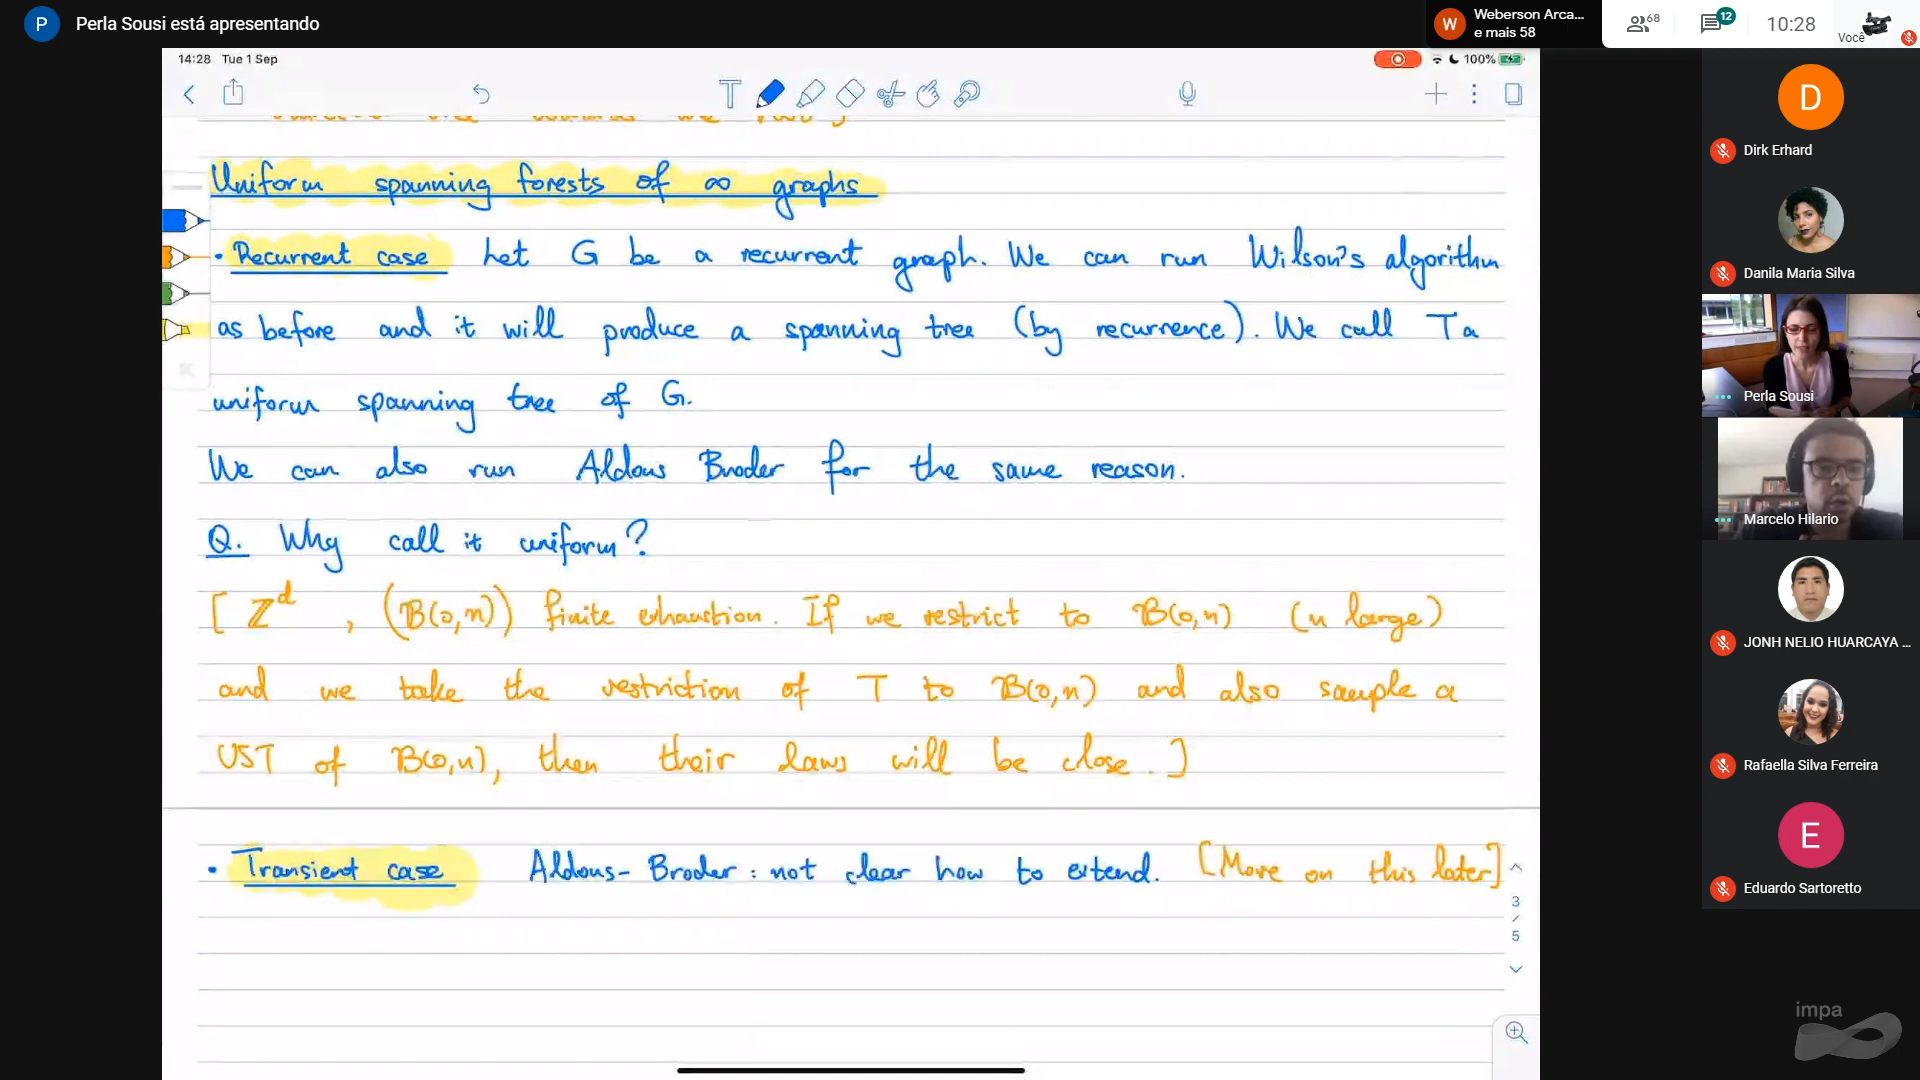 P Perla Sousi está apresentando
W Weberson Arca...
e mais 58
68
12
10:28
Você
14:28 Tue 1 Sep
100%
Uniform spanning forests of ∞ graphs
• Recurrent case Let G be a recurrent graph. We can run Wilson's algorithm
as before and it will produce a spanning tree (by recurrence). We call T a
uniform spanning tree of G.
We can also run Aldous Broder for the same reason.
Q. Why call it uniform?
[ ℤ^d , (B(0,n)) finite exhaustion. If we restrict to B(0,n) (n large)
and we take the restriction of T to B(0,n) and also sample a
UST of B(0,n), then their laws will be close. ]
• Transient case Aldous-Broder: not clear how to extend. [More on this later]
3
/
5
D
Dirk Erhard
Danila Maria Silva
Perla Sousi
Marcelo Hilario
JONH NELIO HUARCAYA ...
Rafaella Silva Ferreira
E
Eduardo Sartoretto
impa